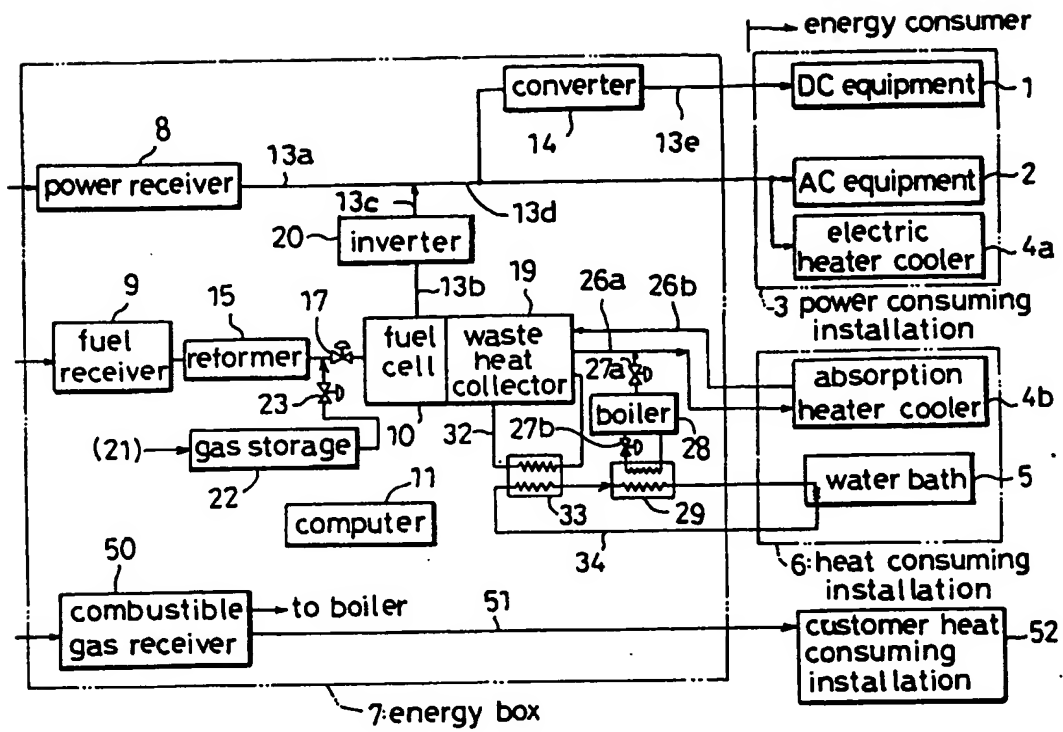 energy consumer
converter
DC equipment
1
14
13e
8
13a
power receiver
AC equipment
2
13c
13d
20
inverter
electric
heater cooler
4a
9
15
17
13b
19
26a
26b
3 power consuming
installation
fuel
receiver
reformer
fuel
cell
waste
heat
collector
27a
absorption
heater cooler
4b
23
boiler
28
(21)
gas storage
22
10
32
27b
11
computer
33
29
water bath
5
34
6:heat consuming
installation
50
combustible
gas receiver
to boiler
51
customer heat
consuming
installation
52
7:energy box